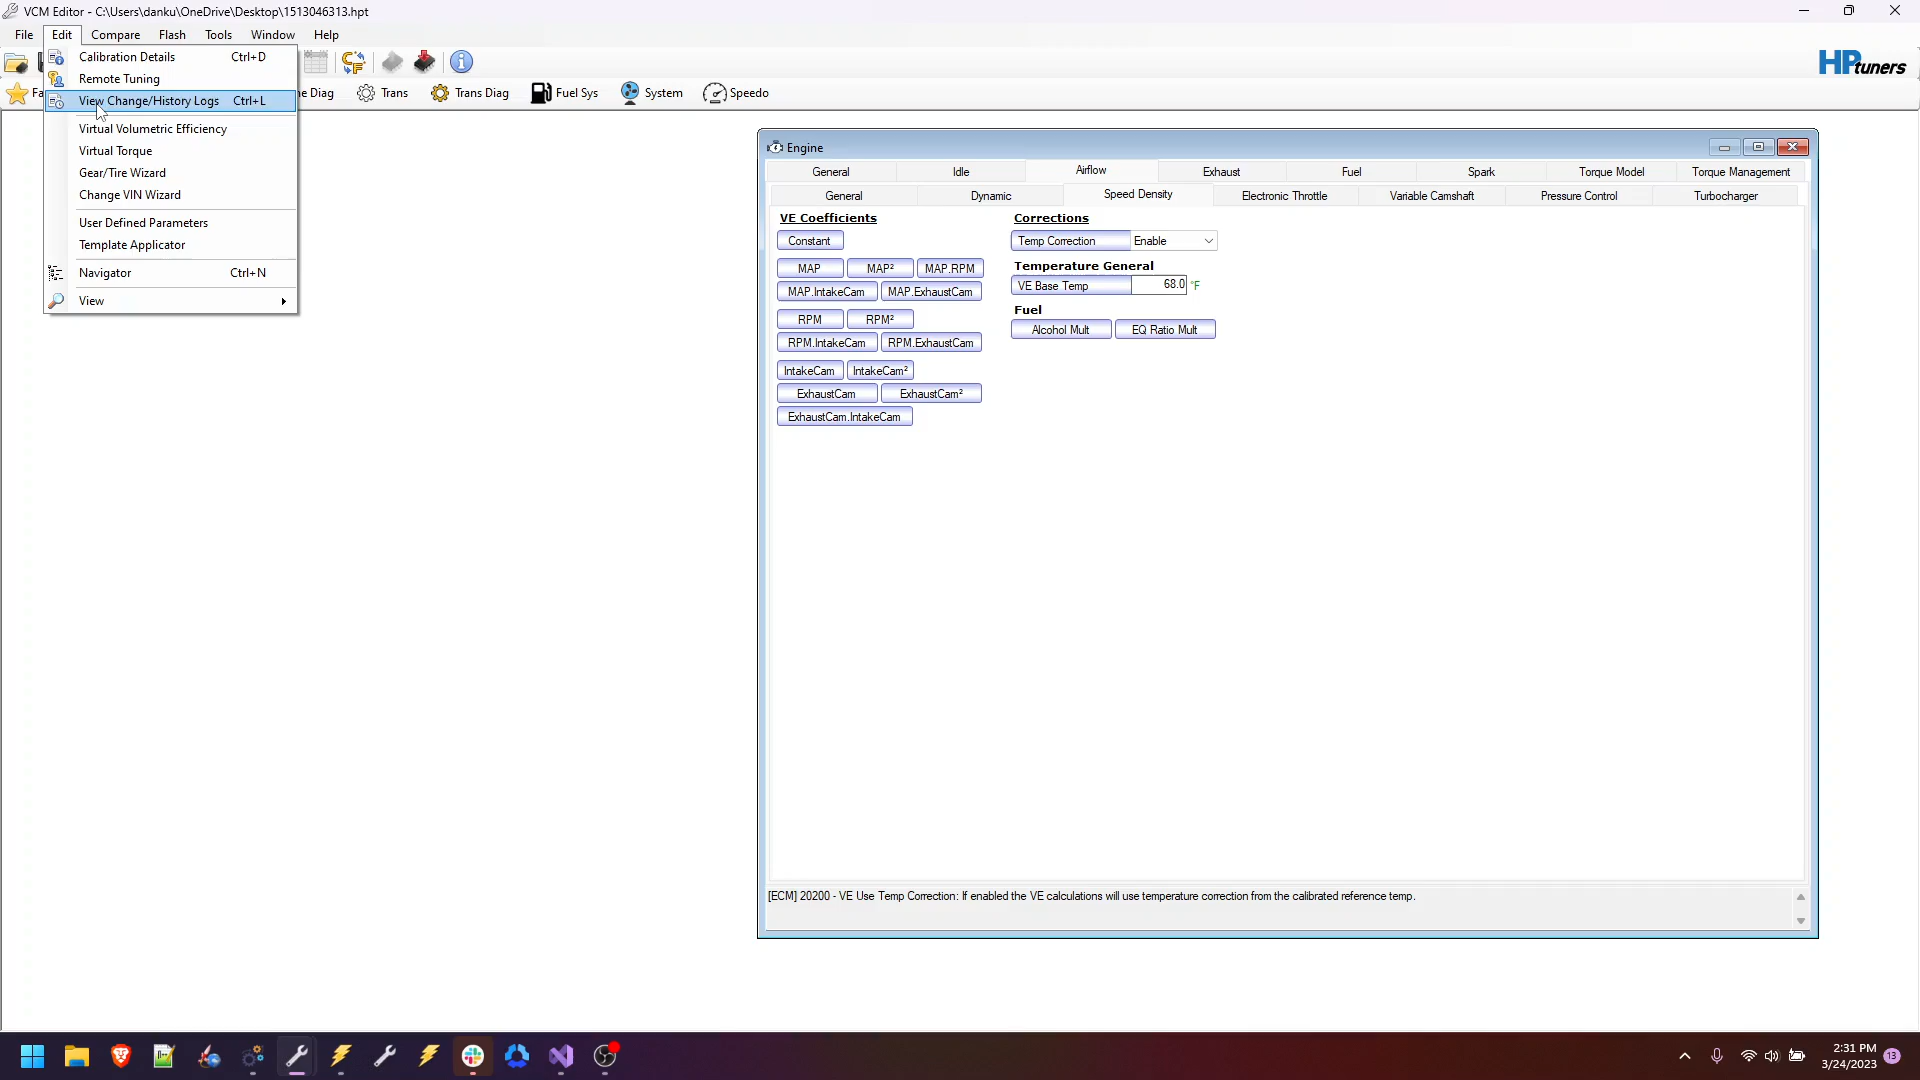 VCM Editor - C:\Users\danku\OneDrive\Desktop\1513046313.hpt
File Edit Compare Flash Tools Window Help
Calibration Details Ctrl+D
Remote Tuning
View Change/History Logs Ctrl+L
Virtual Volumetric Efficiency
Virtual Torque
Gear/Tire Wizard
Change VIN Wizard
User Defined Parameters
Template Applicator
Navigator Ctrl+N
View
HPtuners
Fa ne Diag Trans Trans Diag Fuel Sys System Speedo
Engine
General Idle Airflow Exhaust Fuel Spark Torque Model Torque Management
General Dynamic Speed Density Electronic Throttle Variable Camshaft Pressure Control Turbocharger
VE Coefficients
Constant
MAP MAP² MAP.RPM
MAP.IntakeCam MAP.ExhaustCam
RPM RPM²
RPM.IntakeCam RPM.ExhaustCam
IntakeCam IntakeCam²
ExhaustCam ExhaustCam²
ExhaustCam.IntakeCam
Corrections
Temp Correction Enable
Temperature General
VE Base Temp 68.0 °F
Fuel
Alcohol Mult EQ Ratio Mult
[ECM] 20200 - VE Use Temp Correction: If enabled the VE calculations will use temperature correction from the calibrated reference temp.
2:31 PM
3/24/2023
13